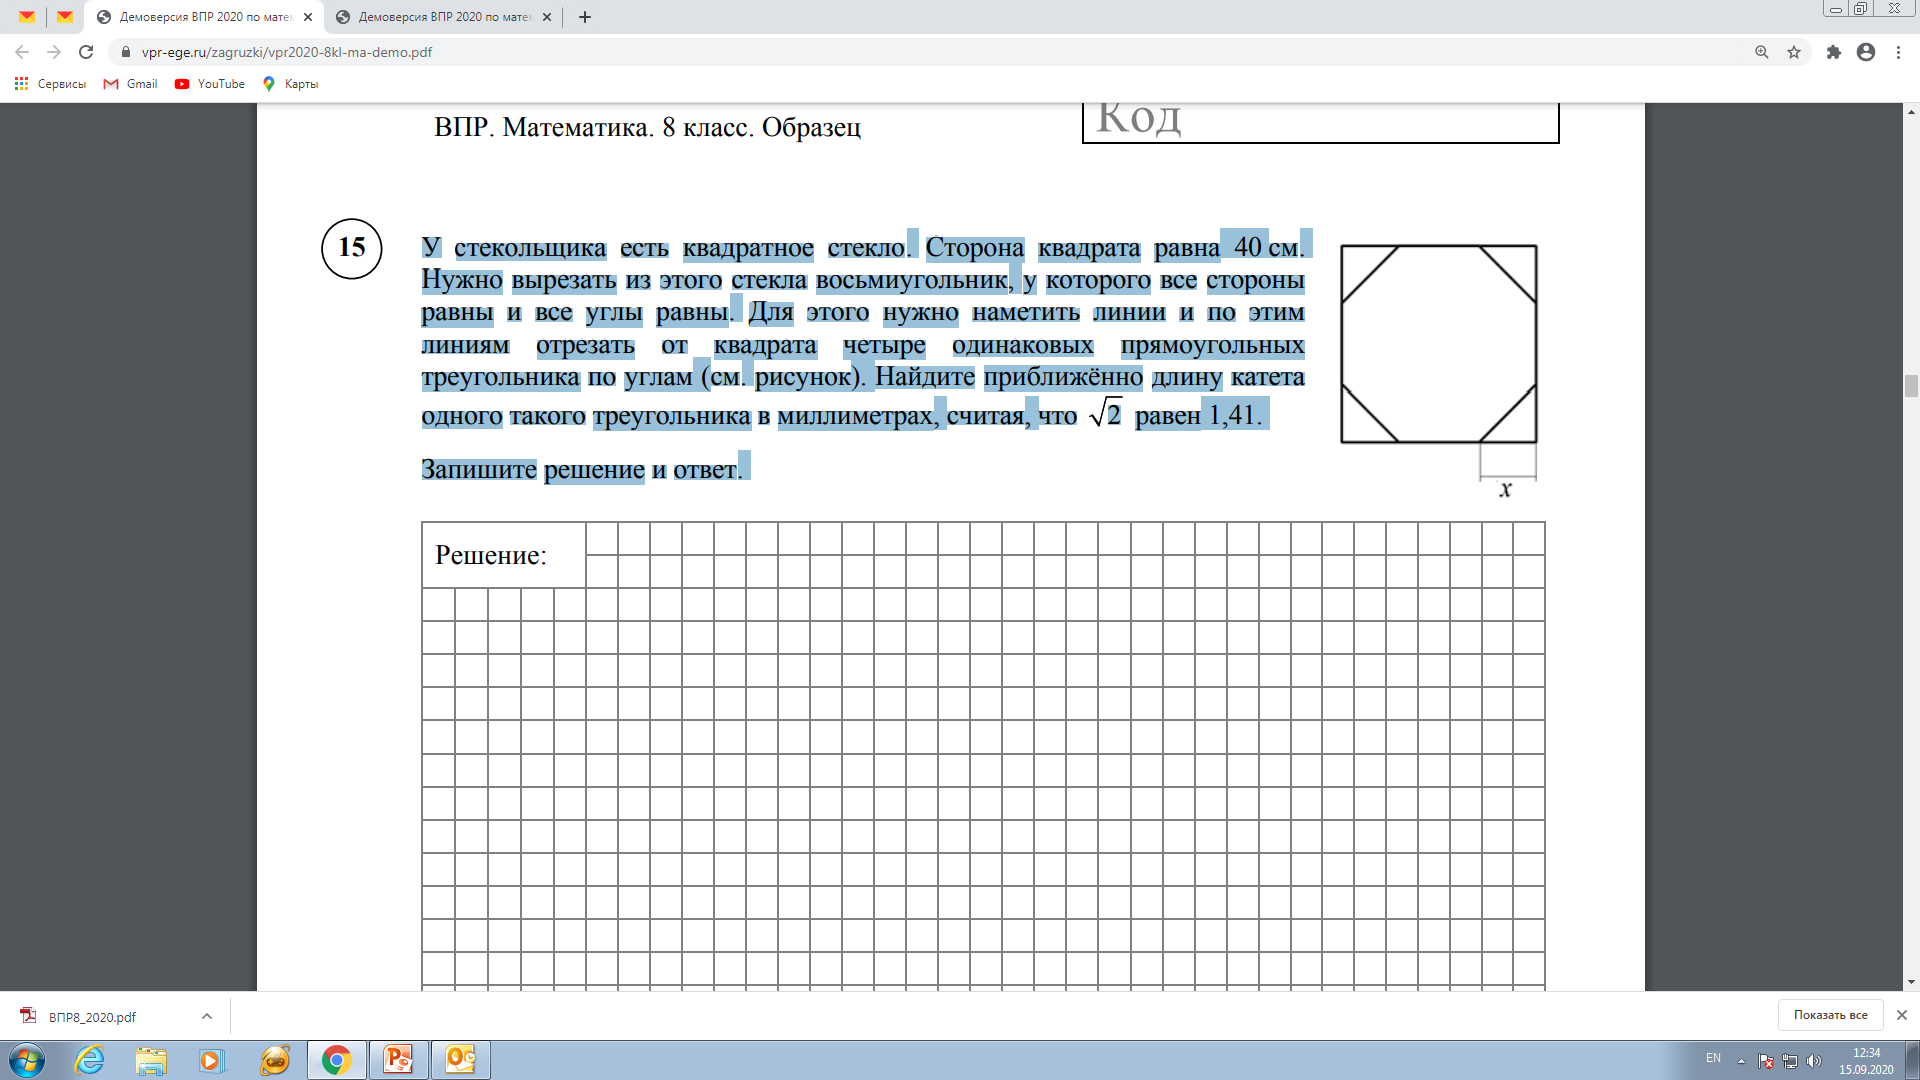 Демоверсия ВПР 2020 по матем
Демоверсия ВПР 2020 по матем
vpr-ege.ru/zagruzki/vpr2020-8kl-ma-demo.pdf
Сервисы Gmail YouTube Карты
ВПР. Математика. 8 класс. Образец
Код
15
У стекольщика есть квадратное стекло. Сторона квадрата равна 40 см.
Нужно вырезать из этого стекла восьмиугольник, у которого все стороны
равны и все углы равны. Для этого нужно наметить линии и по этим
линиям отрезать от квадрата четыре одинаковых прямоугольных
треугольника по углам (см. рисунок). Найдите приближённо длину катета
одного такого треугольника в миллиметрах, считая, что √2 равен 1,41.
Запишите решение и ответ.
x
Решение:
ВПР8_2020.pdf
Показать все
EN
12:34
15.09.2020